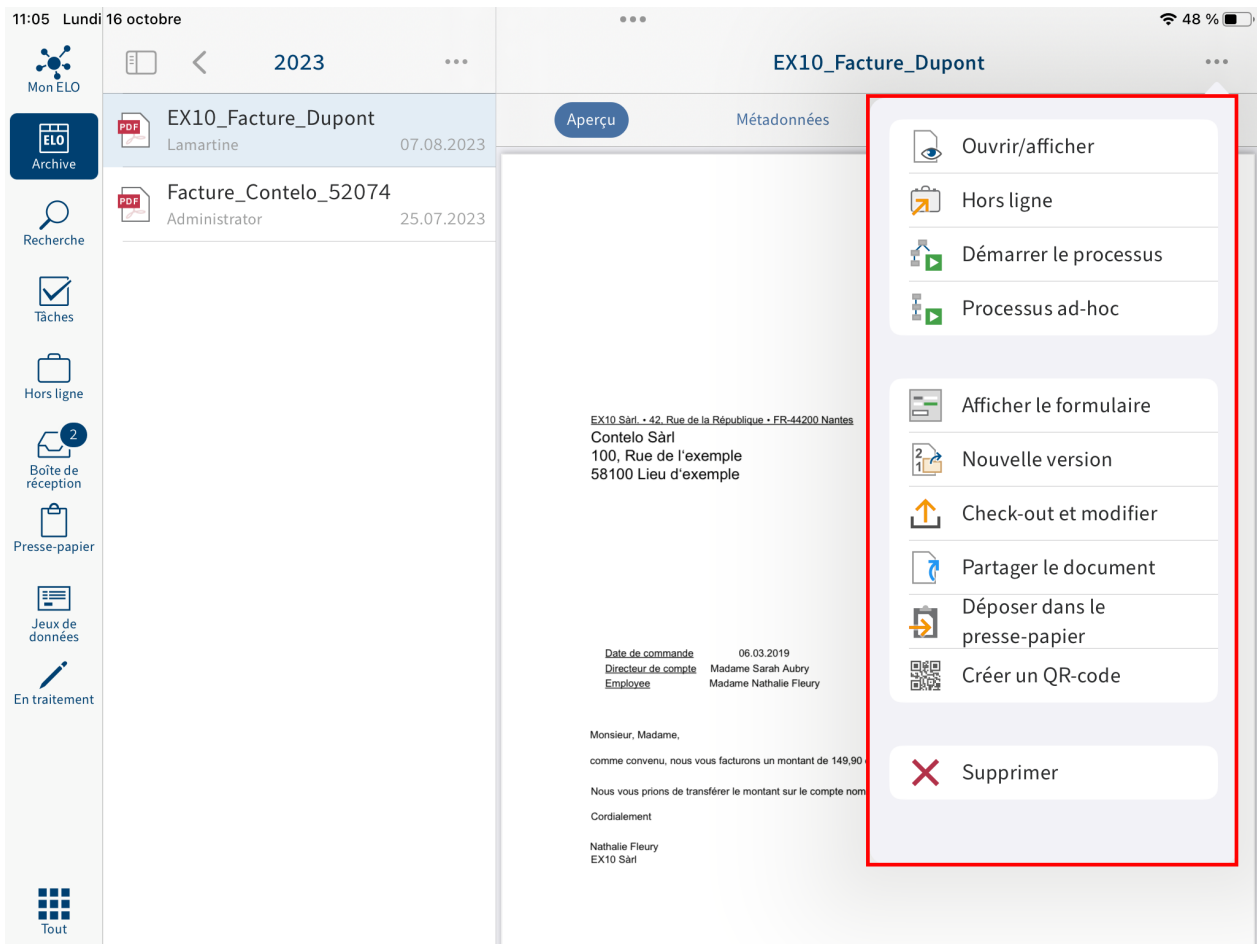 11:05 Lundi 16 octobre
48 %
Mon ELO
ELO
Archive
Recherche
Tâches
Hors ligne
2
Boîte de
réception
Presse-papier
Jeux de
données
En traitement
Tout
2023
PDF
EX10_Facture_Dupont
Lamartine 07.08.2023
PDF
Facture_Contelo_52074
Administrator 25.07.2023
EX10_Facture_Dupont
Aperçu Métadonnées
EX10 Sàrl. • 42, Rue de la République • FR-44200 Nantes
Contelo Sàrl
100, Rue de l'exemple
58100 Lieu d'exemple
Date de commande 06.03.2019
Directeur de compte Madame Sarah Aubry
Employee Madame Nathalie Fleury
Monsieur, Madame,
comme convenu, nous vous facturons un montant de 149,90
Nous vous prions de transférer le montant sur le compte nom
Cordialement
Nathalie Fleury
EX10 Sàrl
Ouvrir/afficher
Hors ligne
Démarrer le processus
Processus ad-hoc
Afficher le formulaire
2
1
Nouvelle version
Check-out et modifier
Partager le document
Déposer dans le
presse-papier
Créer un QR-code
Supprimer